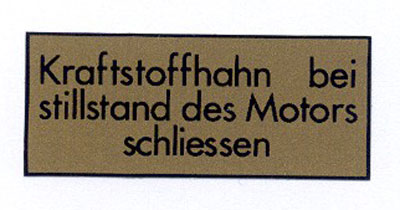 Kraftstoffhahn bei
stillstand des Motors
schliessen